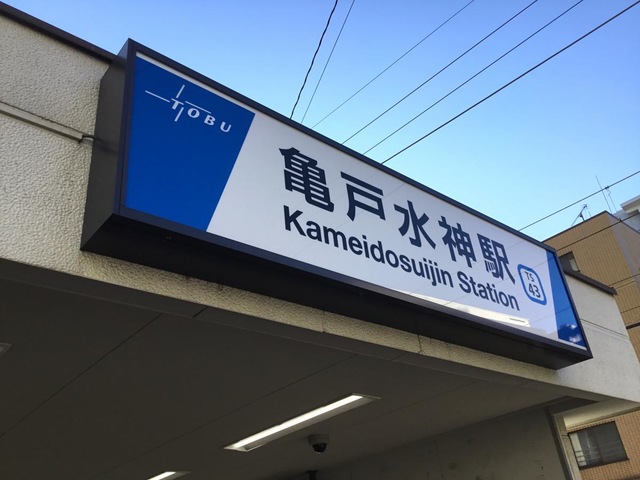 TOBU
亀戸水神駅
Kameidosuijin Station
TS
43